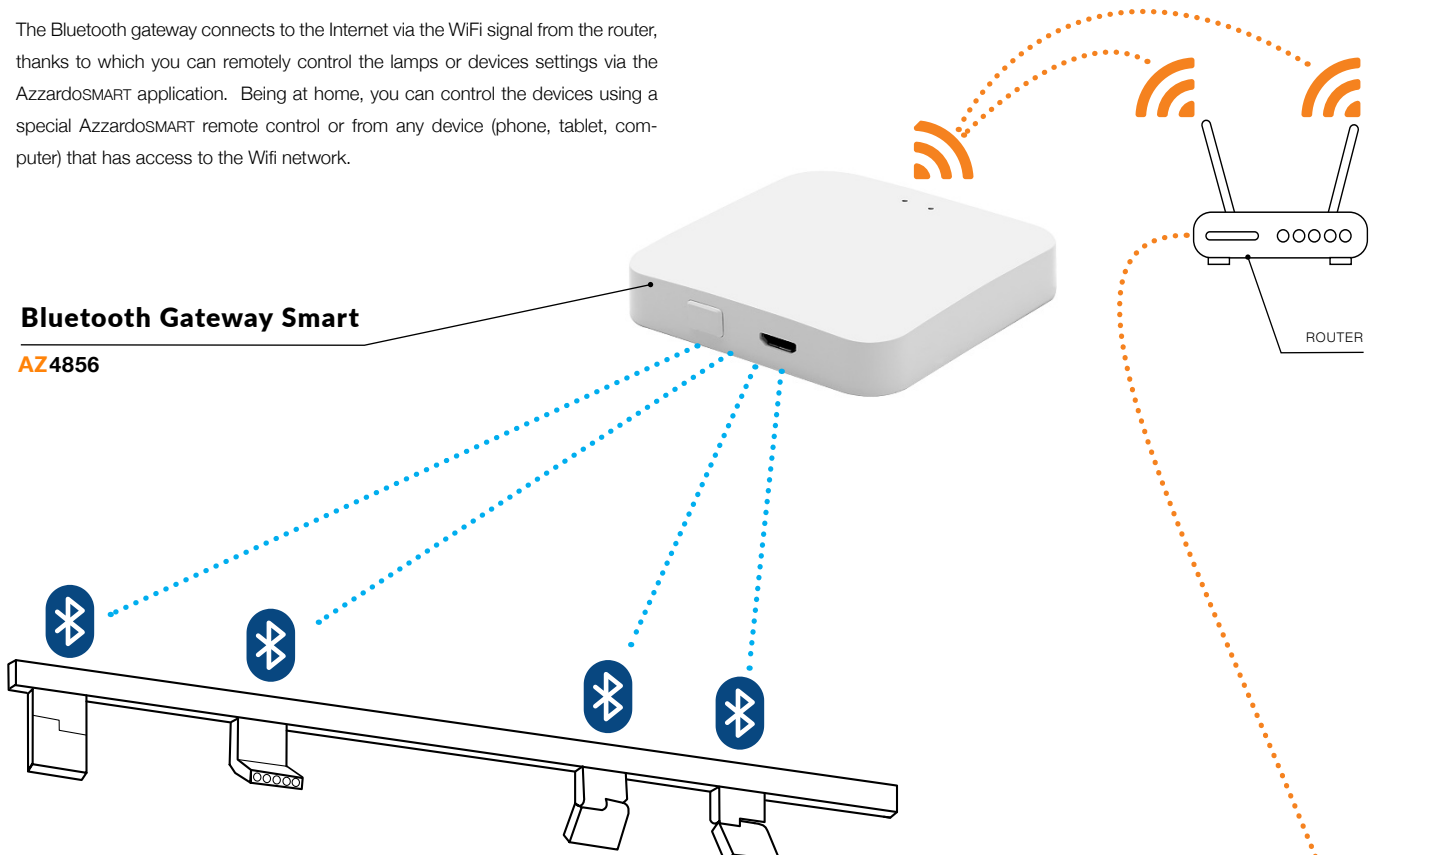 The Bluetooth gateway connects to the Internet via the WiFi signal from the router,
thanks to which you can remotely control the lamps or devices settings via the
AzzardoSMART application. Being at home, you can control the devices using a
special AzzardoSMART remote control or from any device (phone, tablet, com-
puter) that has access to the Wifi network.
Bluetooth Gateway Smart
AZ4856
ROUTER